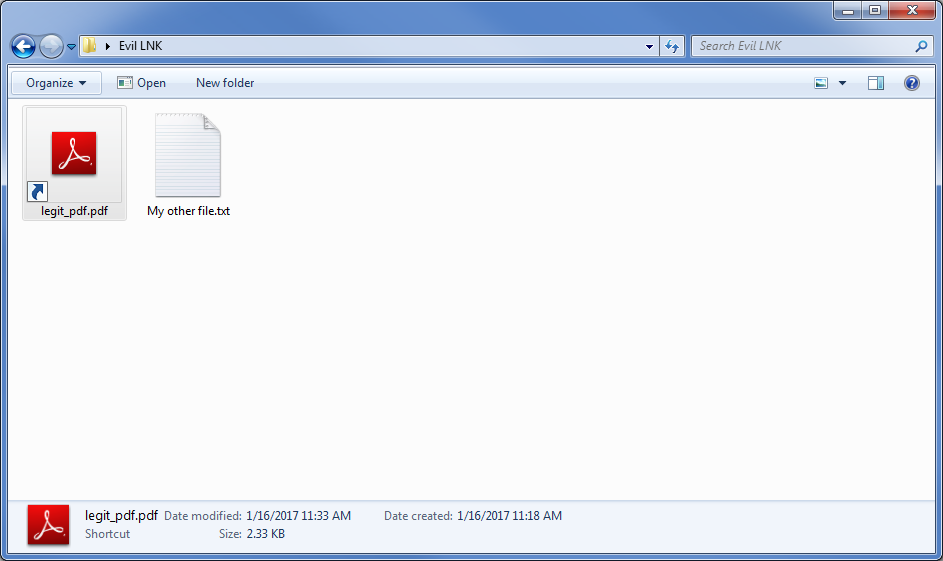 Evil LNK
Search Evil LNK
Organize Open New folder
legit_pdf.pdf My other file.txt
legit_pdf.pdf Date modified: 1/16/2017 11:33 AM Date created: 1/16/2017 11:18 AM
Shortcut Size: 2.33 KB